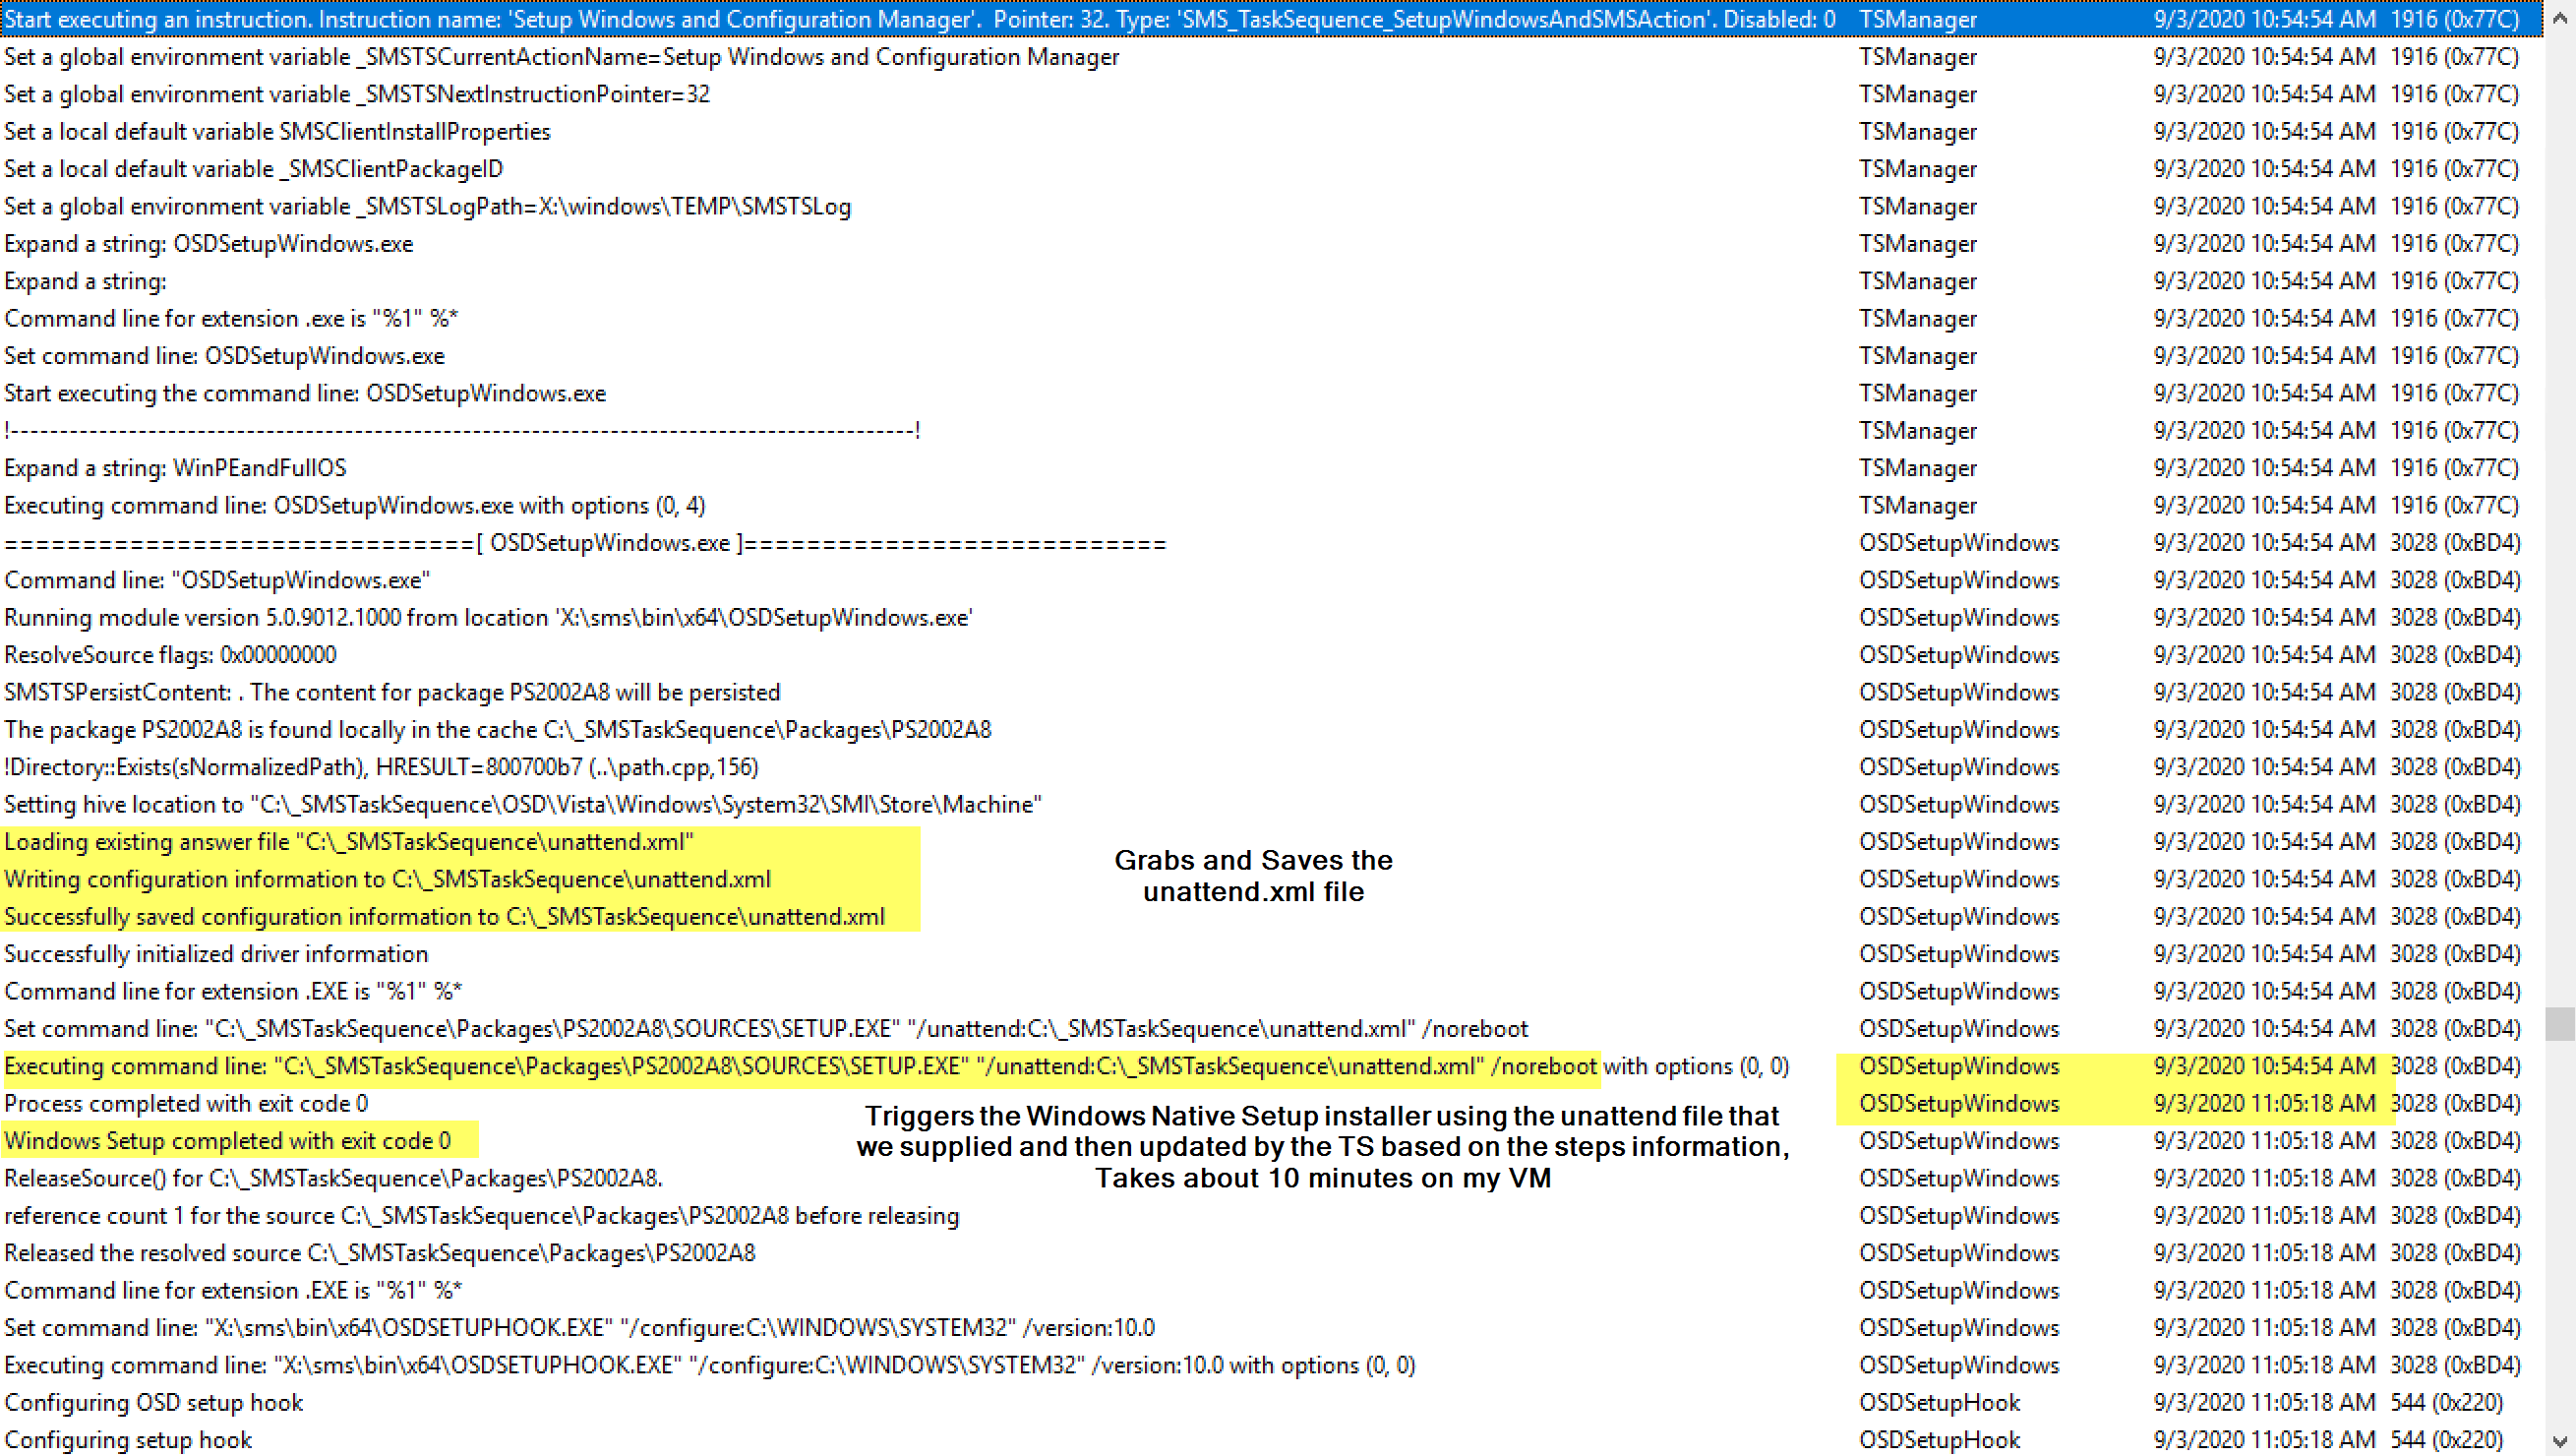 Start executing an instruction. Instruction name: 'Setup Windows and Configuration Manager'.  Pointer: 32. Type: 'SMS_TaskSequence_SetupWindowsAndSMSAction'. Disabled: 0 TSManager 9/3/2020 10:54:54 AM 1916 (0x77C)
Set a global environment variable _SMSTSCurrentActionName=Setup Windows and Configuration Manager TSManager 9/3/2020 10:54:54 AM 1916 (0x77C)
Set a global environment variable _SMSTSNextInstructionPointer=32 TSManager 9/3/2020 10:54:54 AM 1916 (0x77C)
Set a local default variable SMSClientInstallProperties TSManager 9/3/2020 10:54:54 AM 1916 (0x77C)
Set a local default variable _SMSClientPackageID TSManager 9/3/2020 10:54:54 AM 1916 (0x77C)
Set a global environment variable _SMSTSLogPath=X:\windows\TEMP\SMSTSLog TSManager 9/3/2020 10:54:54 AM 1916 (0x77C)
Expand a string: OSDSetupWindows.exe TSManager 9/3/2020 10:54:54 AM 1916 (0x77C)
Expand a string: TSManager 9/3/2020 10:54:54 AM 1916 (0x77C)
Command line for extension .exe is "%1" %* TSManager 9/3/2020 10:54:54 AM 1916 (0x77C)
Set command line: OSDSetupWindows.exe TSManager 9/3/2020 10:54:54 AM 1916 (0x77C)
Start executing the command line: OSDSetupWindows.exe TSManager 9/3/2020 10:54:54 AM 1916 (0x77C)
!--------------------------------------------------------------------------------------------! TSManager 9/3/2020 10:54:54 AM 1916 (0x77C)
Expand a string: WinPEandFullOS TSManager 9/3/2020 10:54:54 AM 1916 (0x77C)
Executing command line: OSDSetupWindows.exe with options (0, 4) TSManager 9/3/2020 10:54:54 AM 1916 (0x77C)
==============================[ OSDSetupWindows.exe ]=========================== OSDSetupWindows 9/3/2020 10:54:54 AM 3028 (0xBD4)
Command line: "OSDSetupWindows.exe" OSDSetupWindows 9/3/2020 10:54:54 AM 3028 (0xBD4)
Running module version 5.0.9012.1000 from location 'X:\sms\bin\x64\OSDSetupWindows.exe' OSDSetupWindows 9/3/2020 10:54:54 AM 3028 (0xBD4)
ResolveSource flags: 0x00000000 OSDSetupWindows 9/3/2020 10:54:54 AM 3028 (0xBD4)
SMSTSPersistContent: . The content for package PS2002A8 will be persisted OSDSetupWindows 9/3/2020 10:54:54 AM 3028 (0xBD4)
The package PS2002A8 is found locally in the cache C:\_SMSTaskSequence\Packages\PS2002A8 OSDSetupWindows 9/3/2020 10:54:54 AM 3028 (0xBD4)
!Directory::Exists(sNormalizedPath), HRESULT=800700b7 (..\path.cpp,156) OSDSetupWindows 9/3/2020 10:54:54 AM 3028 (0xBD4)
Setting hive location to "C:\_SMSTaskSequence\OSD\Vista\Windows\System32\SMI\Store\Machine" OSDSetupWindows 9/3/2020 10:54:54 AM 3028 (0xBD4)
Loading existing answer file "C:\_SMSTaskSequence\unattend.xml" OSDSetupWindows 9/3/2020 10:54:54 AM 3028 (0xBD4)
Grabs and Saves the
unattend.xml file
Writing configuration information to C:\_SMSTaskSequence\unattend.xml OSDSetupWindows 9/3/2020 10:54:54 AM 3028 (0xBD4)
Successfully saved configuration information to C:\_SMSTaskSequence\unattend.xml OSDSetupWindows 9/3/2020 10:54:54 AM 3028 (0xBD4)
Successfully initialized driver information OSDSetupWindows 9/3/2020 10:54:54 AM 3028 (0xBD4)
Command line for extension .EXE is "%1" %* OSDSetupWindows 9/3/2020 10:54:54 AM 3028 (0xBD4)
Set command line: "C:\_SMSTaskSequence\Packages\PS2002A8\SOURCES\SETUP.EXE" "/unattend:C:\_SMSTaskSequence\unattend.xml" /noreboot OSDSetupWindows 9/3/2020 10:54:54 AM 3028 (0xBD4)
Executing command line: "C:\_SMSTaskSequence\Packages\PS2002A8\SOURCES\SETUP.EXE" "/unattend:C:\_SMSTaskSequence\unattend.xml" /noreboot with options (0, 0) OSDSetupWindows 9/3/2020 10:54:54 AM 3028 (0xBD4)
Process completed with exit code 0 OSDSetupWindows 9/3/2020 11:05:18 AM 3028 (0xBD4)
Triggers the Windows Native Setup installer using the unattend file that
we supplied and then updated by the TS based on the steps information,
Takes about 10 minutes on my VM
Windows Setup completed with exit code 0 OSDSetupWindows 9/3/2020 11:05:18 AM 3028 (0xBD4)
ReleaseSource() for C:\_SMSTaskSequence\Packages\PS2002A8. OSDSetupWindows 9/3/2020 11:05:18 AM 3028 (0xBD4)
reference count 1 for the source C:\_SMSTaskSequence\Packages\PS2002A8 before releasing OSDSetupWindows 9/3/2020 11:05:18 AM 3028 (0xBD4)
Released the resolved source C:\_SMSTaskSequence\Packages\PS2002A8 OSDSetupWindows 9/3/2020 11:05:18 AM 3028 (0xBD4)
Command line for extension .EXE is "%1" %* OSDSetupWindows 9/3/2020 11:05:18 AM 3028 (0xBD4)
Set command line: "X:\sms\bin\x64\OSDSETUPHOOK.EXE" "/configure:C:\WINDOWS\SYSTEM32" /version:10.0 OSDSetupWindows 9/3/2020 11:05:18 AM 3028 (0xBD4)
Executing command line: "X:\sms\bin\x64\OSDSETUPHOOK.EXE" "/configure:C:\WINDOWS\SYSTEM32" /version:10.0 with options (0, 0) OSDSetupWindows 9/3/2020 11:05:18 AM 3028 (0xBD4)
Configuring OSD setup hook OSDSetupHook 9/3/2020 11:05:18 AM 544 (0x220)
Configuring setup hook OSDSetupHook 9/3/2020 11:05:18 AM 544 (0x220)